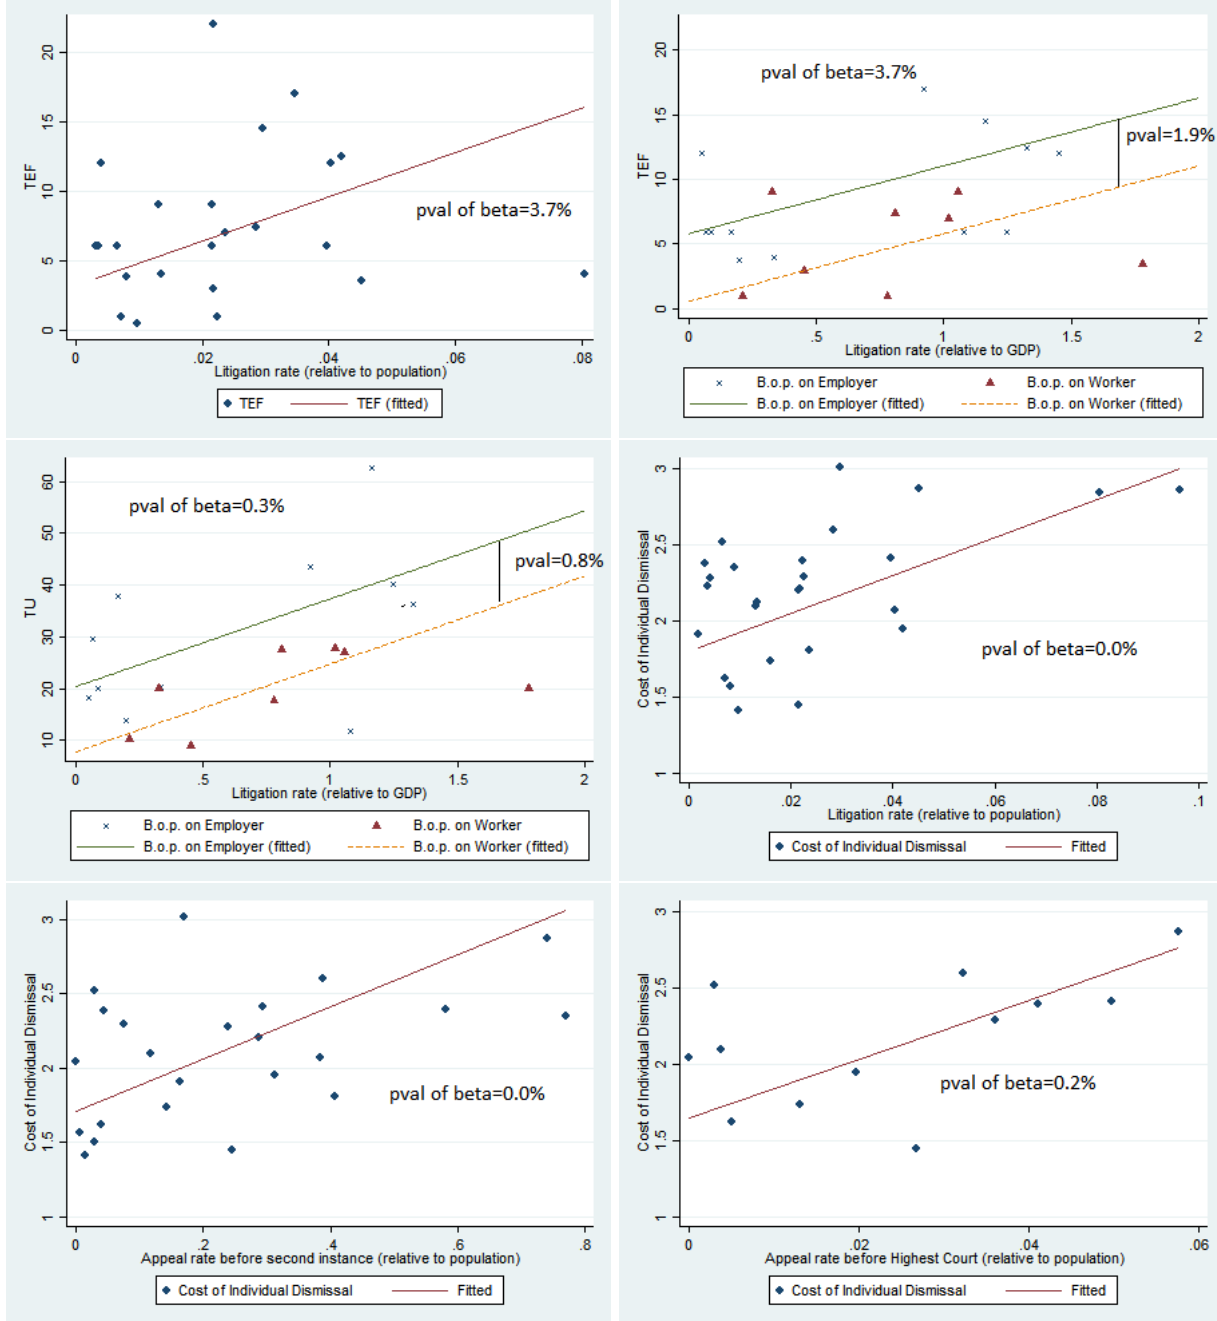 TEF
20
15
10
5
0
pval of beta=3.7%
0 .02 .04 .06 .08
Litigation rate (relative to population)
TEF TEF (fitted)
TEF
20
15
10
5
0
pval of beta=3.7%
pval=1.9%
0 .5 1 1.5 2
Litigation rate (relative to GDP)
B.o.p. on Employer B.o.p. on Worker
B.o.p. on Employer (fitted) B.o.p. on Worker (fitted)
TU
60
50
40
30
20
10
pval of beta=0.3%
pval=0.8%
0 .5 1 1.5 2
Litigation rate (relative to GDP)
B.o.p. on Employer B.o.p. on Worker
B.o.p. on Employer (fitted) B.o.p. on Worker (fitted)
Cost of Individual Dismissal
3
2.5
2
1.5
1
pval of beta=0.0%
0 .02 .04 .06 .08 .1
Litigation rate (relative to population)
Cost of Individual Dismissal Fitted
Cost of Individual Dismissal
3
2.5
2
1.5
1
pval of beta=0.0%
0 .2 .4 .6 .8
Appeal rate before second instance (relative to population)
Cost of Individual Dismissal Fitted
Cost of Individual Dismissal
3
2.5
2
1.5
1
pval of beta=0.2%
0 .02 .04 .06
Appeal rate before Highest Court (relative to population)
Cost of Individual Dismissal Fitted